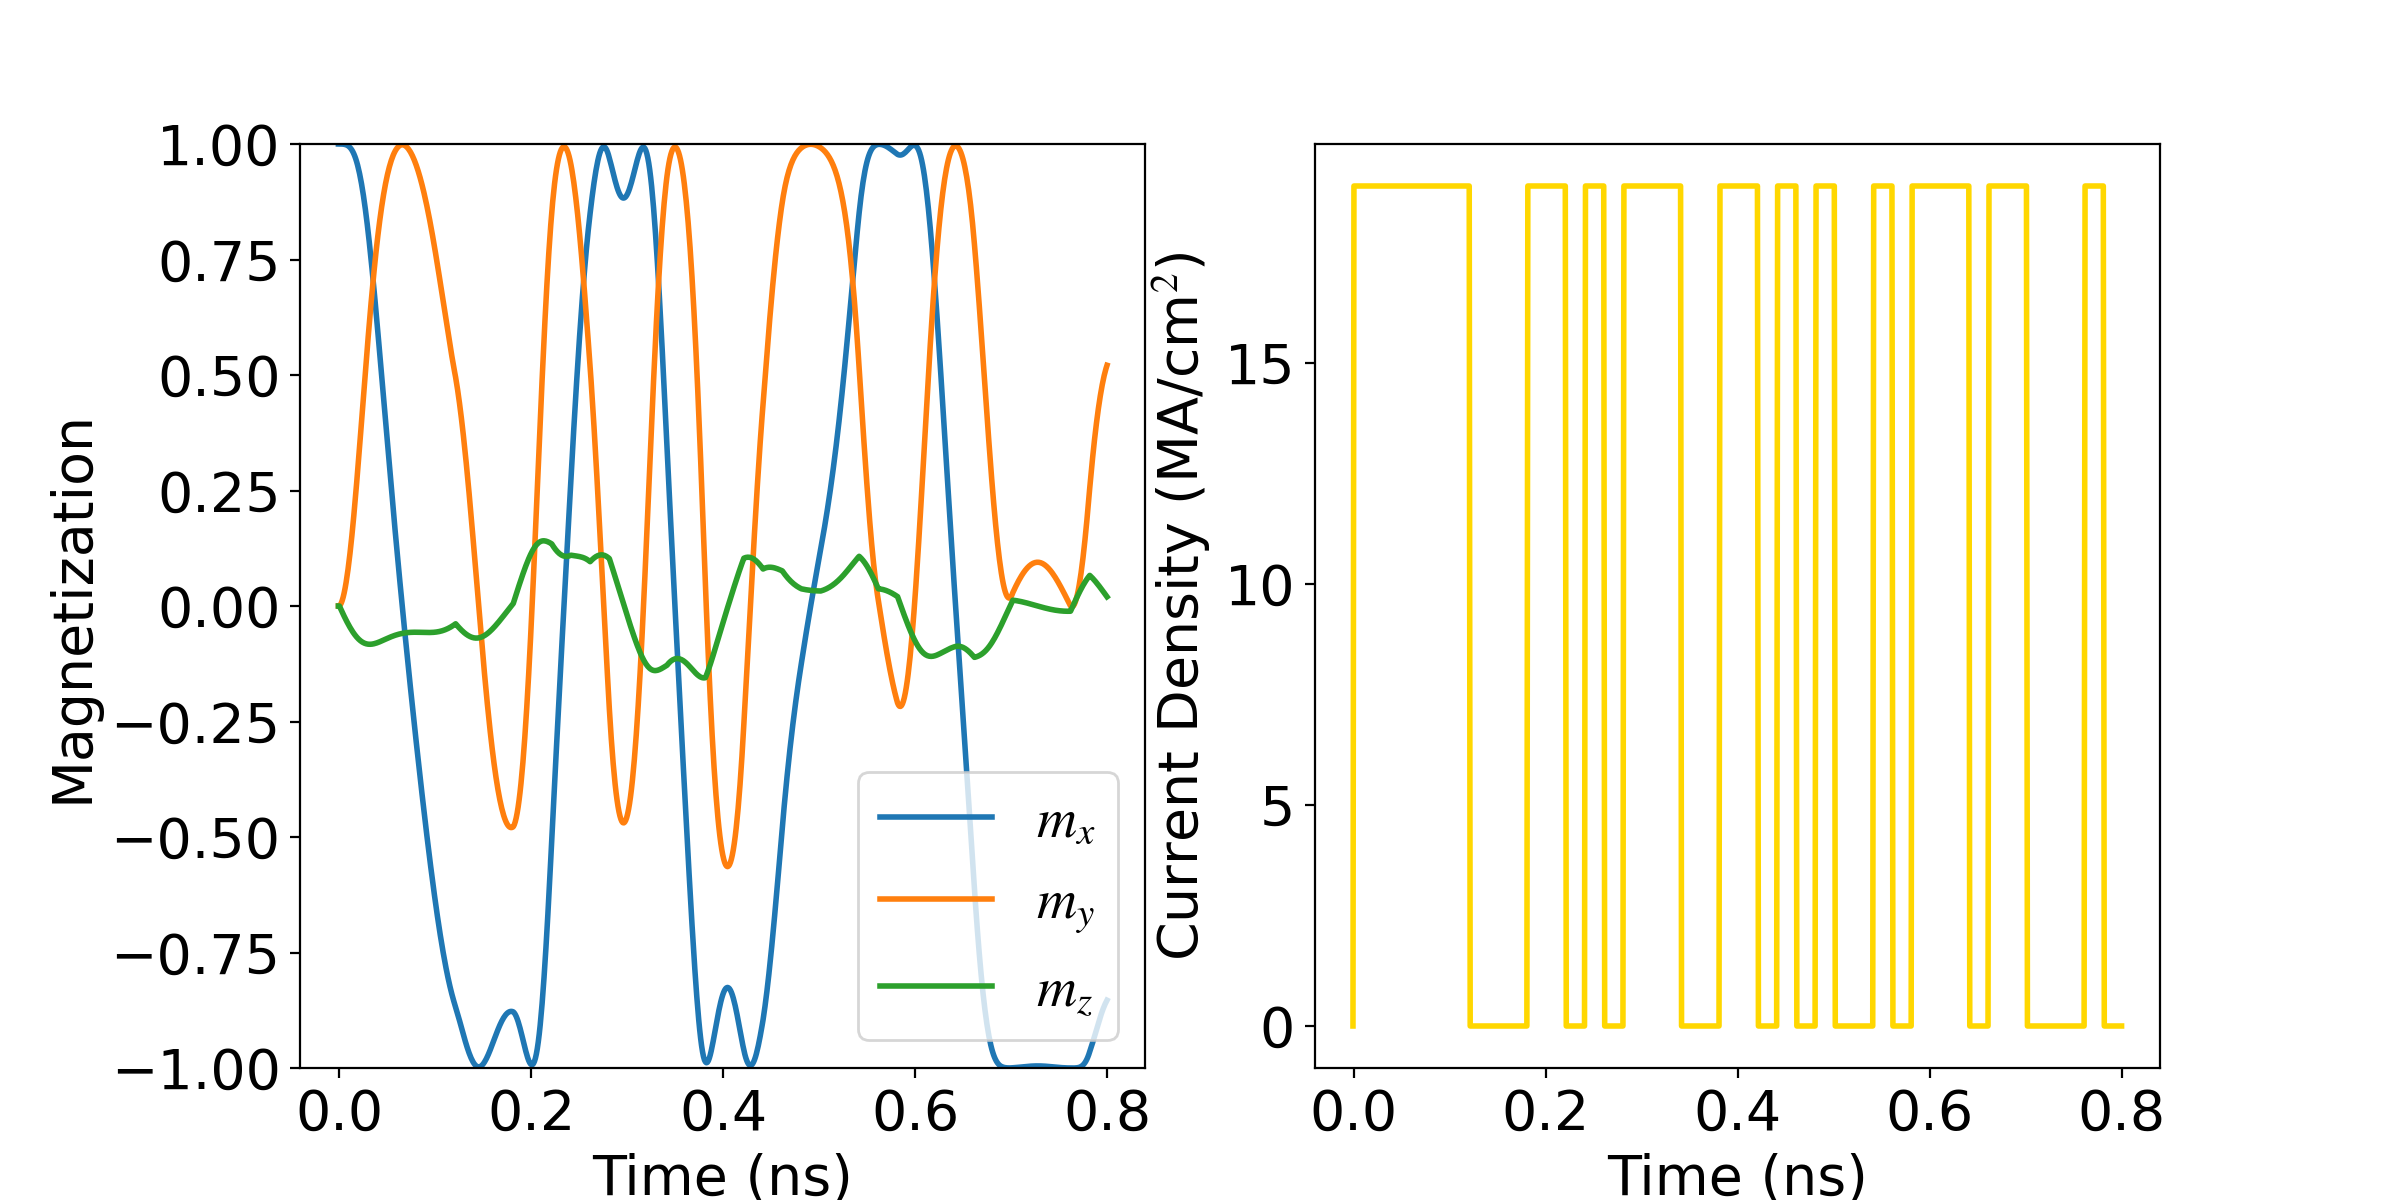 1.00
0.75
0.50
0.25
0.00
−0.25
−0.50
−0.75
−1.00
0.0 0.2 0.4 0.6 0.8
Time (ns)
Magnetization
m_x
m_y
m_z
15
10
5
0
0.0 0.2 0.4 0.6 0.8
Time (ns)
Current Density (MA/cm²)